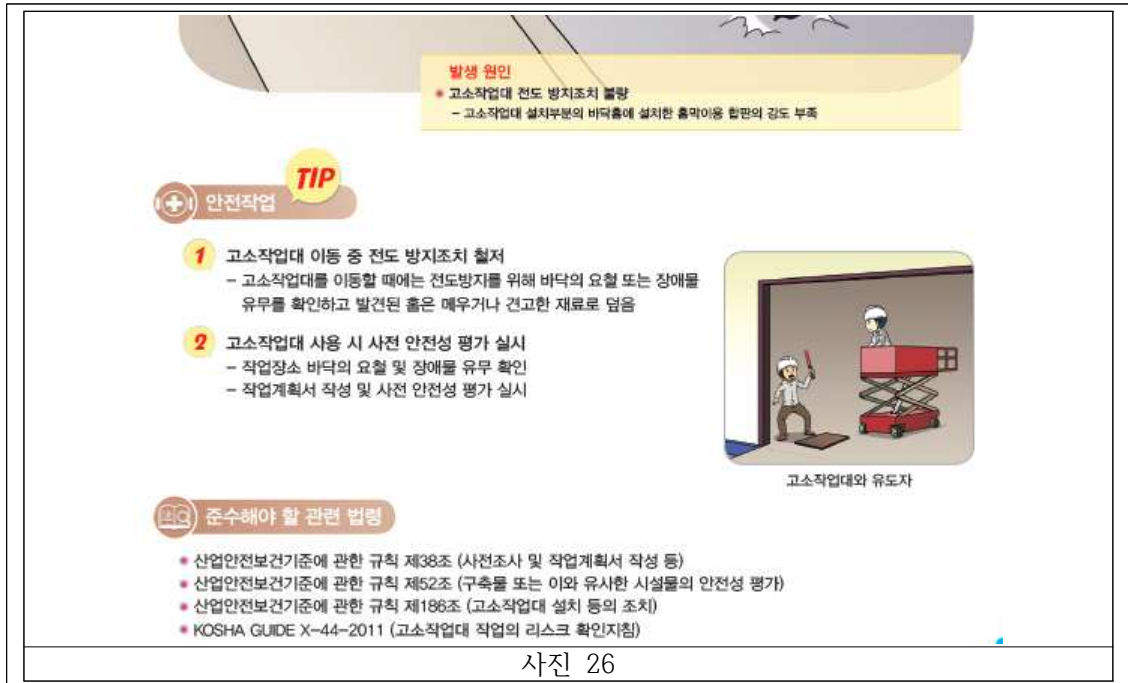 발생 원인
● 고소작업대 전도 방지조치 불량
– 고소작업대 설치부분의 바닥홈에 설치한 홈막이용 합판의 강도 부족
TIP
안전작업
1 고소작업대 이동 중 전도 방지조치 철저
– 고소작업대를 이동할 때에는 전도방지를 위해 바닥의 요철 또는 장애물
유무를 확인하고 발견된 홈은 메우거나 견고한 재료로 덮음
2 고소작업대 사용 시 사전 안전성 평가 실시
– 작업장소 바닥의 요철 및 장애물 유무 확인
– 작업계획서 작성 및 사전 안전성 평가 실시
고소작업대와 유도자
준수해야 할 관련 법령
● 산업안전보건기준에 관한 규칙 제38조 (사전조사 및 작업계획서 작성 등)
● 산업안전보건기준에 관한 규칙 제52조 (구축물 또는 이와 유사한 시설물의 안전성 평가)
● 산업안전보건기준에 관한 규칙 제186조 (고소작업대 설치 등의 조치)
● KOSHA GUIDE X-44-2011 (고소작업대 작업의 리스크 확인지침)
사진 26